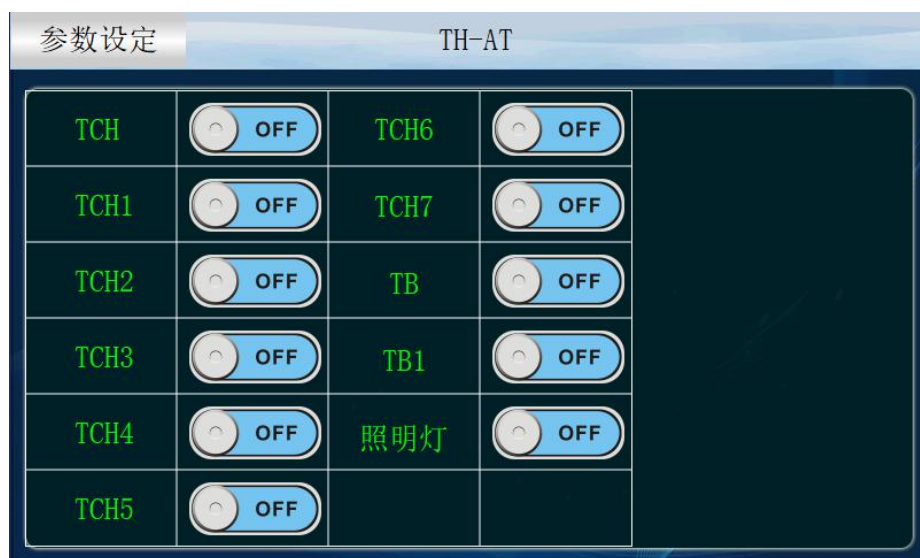 参数设定 TH-AT
TCH OFF TCH6 OFF
TCH1 OFF TCH7 OFF
TCH2 OFF TB OFF
TCH3 OFF TB1 OFF
TCH4 OFF 照明灯 OFF
TCH5 OFF